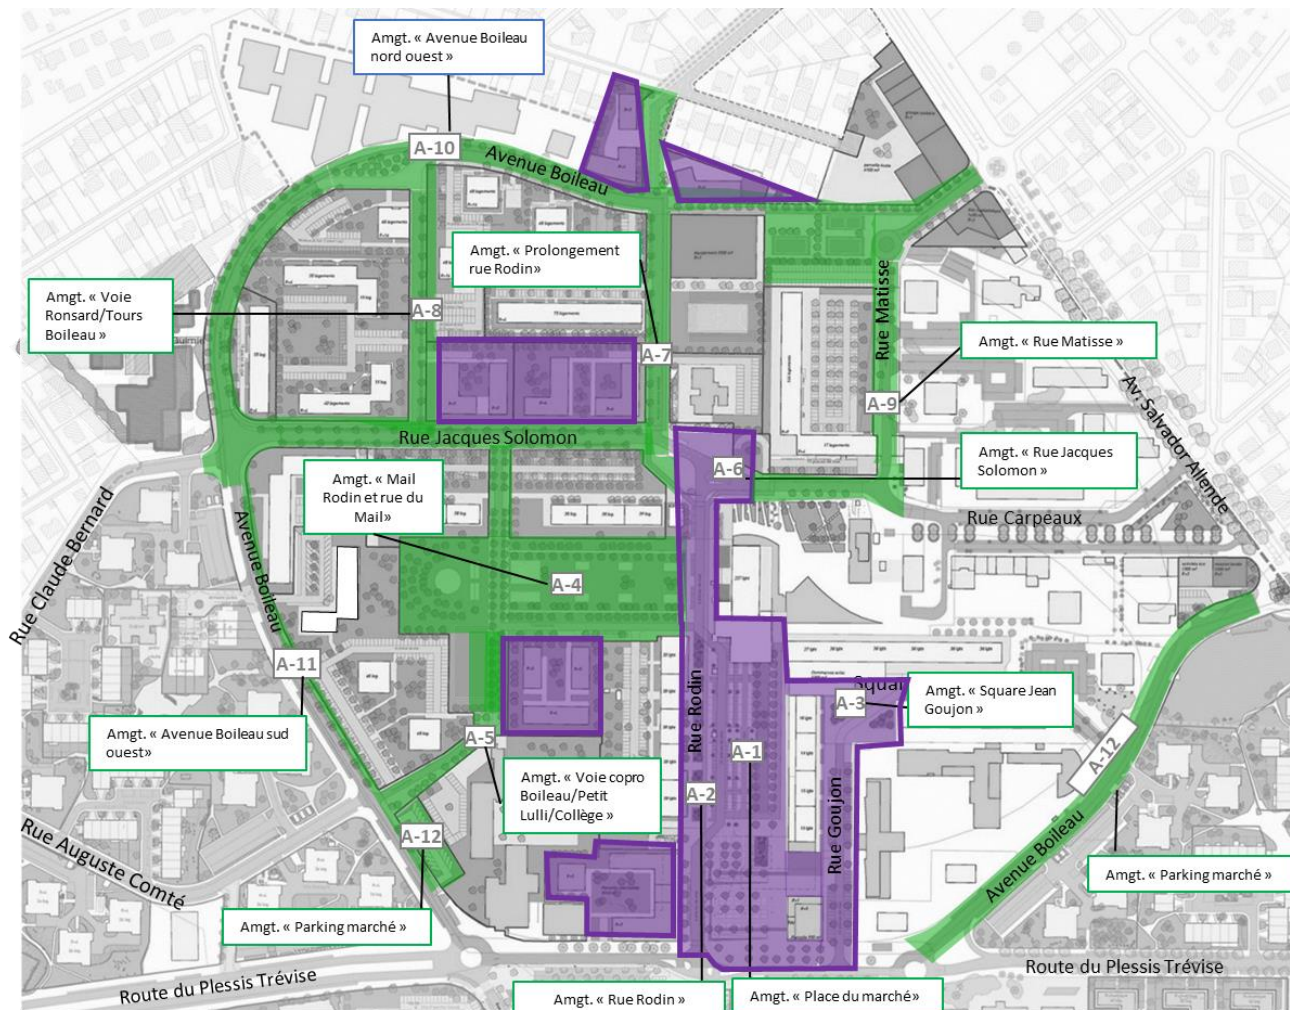 Amgt. « Avenue Boileau
nord ouest »
A-10
Avenue Boileau
Amgt. « Prolongement
rue Rodin»
Amgt. « Voie
Ronsard/Tours
Boileau »
A-8
A-7
Rue Matisse
Amgt. « Rue Matisse »
A-9
Av. Salvador Allende
Rue Jacques Solomon
Amgt. « Rue Jacques
Solomon »
A-6
Amgt. « Mail
Rodin et rue du
Mail»
Rue Carpeaux
Rue Claude Bernard
Avenue Boileau
A-4
A-11
Rue Rodin
Squar
Amgt. « Square Jean
Goujon »
A-3
Amgt. « Avenue Boileau sud
ouest»
A-5
A-1
A-12
Amgt. « Voie copro
Boileau/Petit
Lulli/Collège »
A-2
Rue Goujon
Avenue Boileau
A-12
Rue Auguste Comté
Amgt. « Parking marché »
Amgt. « Parking marché »
Route du Plessis Trévise
Route du Plessis Trévise
Amgt. « Rue Rodin »
Amgt. « Place du marché»